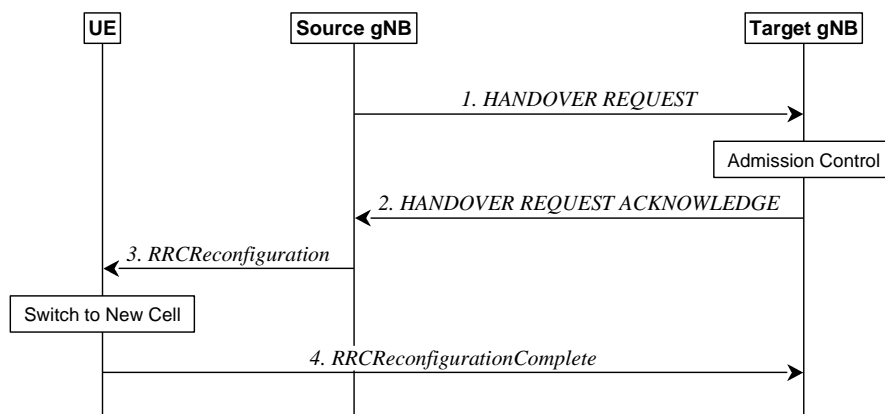 UE
Source gNB
Target gNB
1. HANDOVER REQUEST
Admission Control
2. HANDOVER REQUEST ACKNOWLEDGE
3. RRCReconfiguration
Switch to New Cell
4. RRCReconfigurationComplete